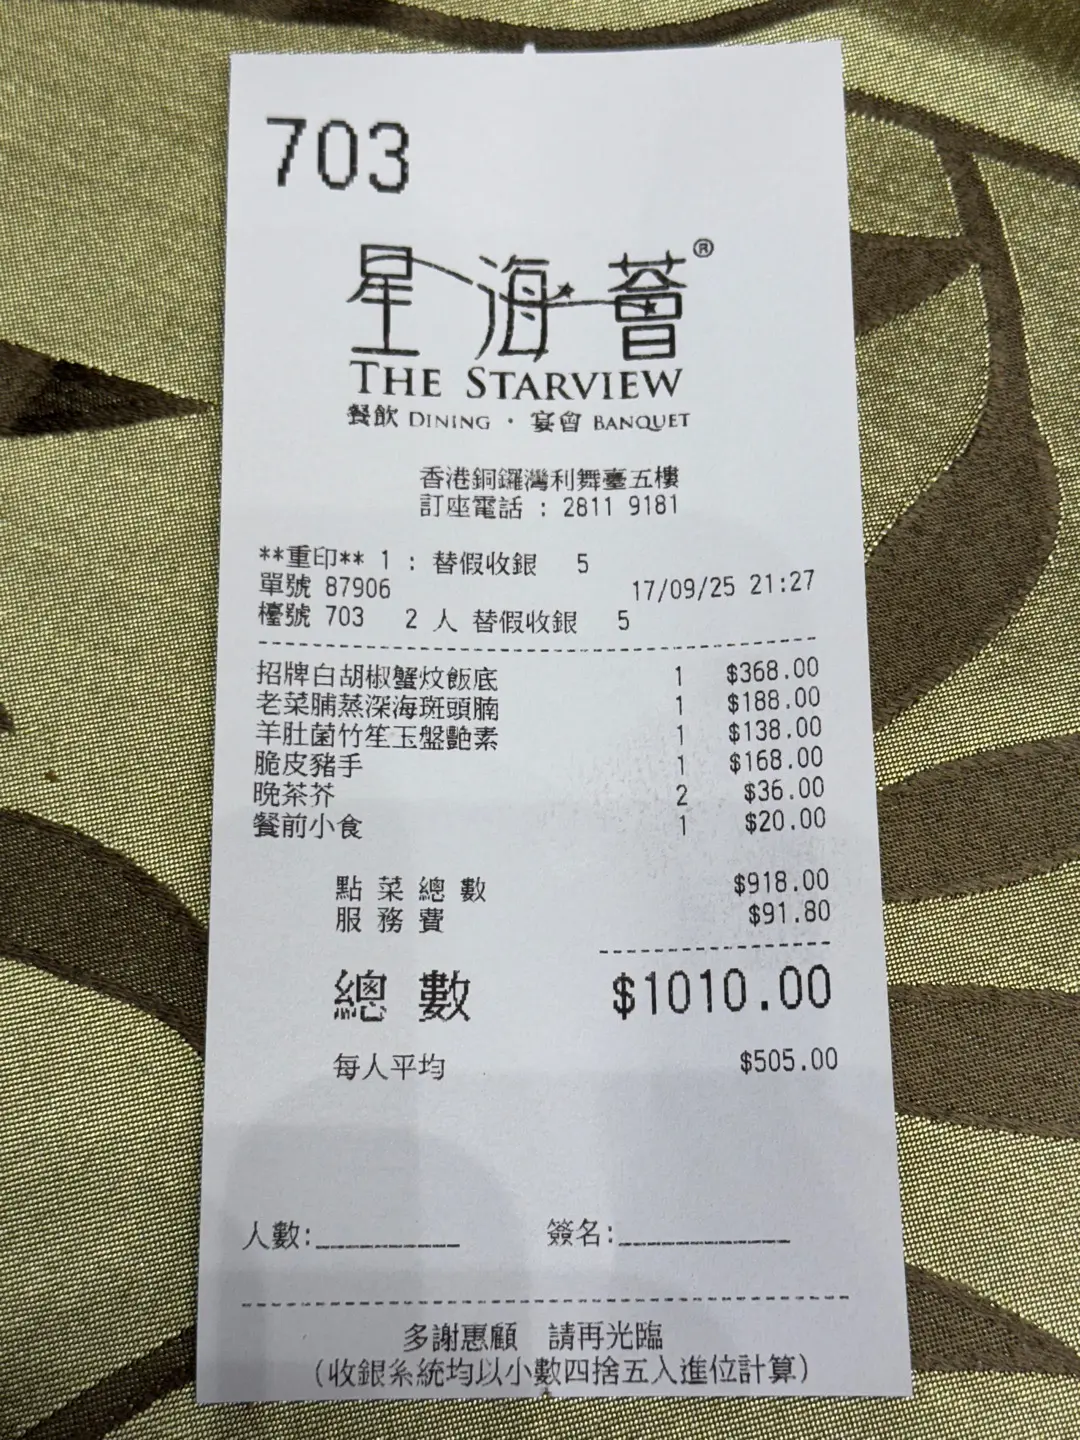 703
星海薈®
THE STARVIEW
餐飲 DINING · 宴會 BANQUET
香港銅鑼灣利舞臺五樓
訂座電話 : 2811 9181
**重印** 1 : 替假收銀 5
單號 87906 17/09/25 21:27
檯號 703 2 人 替假收銀 5
招牌白胡椒蟹炆飯底 1 $368.00
老菜脯蒸深海斑頭腩 1 $188.00
羊肚菌竹笙玉盤艷素 1 $138.00
脆皮豬手 1 $168.00
晚茶芥 2 $36.00
餐前小食 1 $20.00
點菜總數 $918.00
服務費 $91.80
總數 $1010.00
每人平均 $505.00
人數:__________ 簽名:____________
多謝惠顧 請再光臨
(收銀系統均以小數四捨五入進位計算)